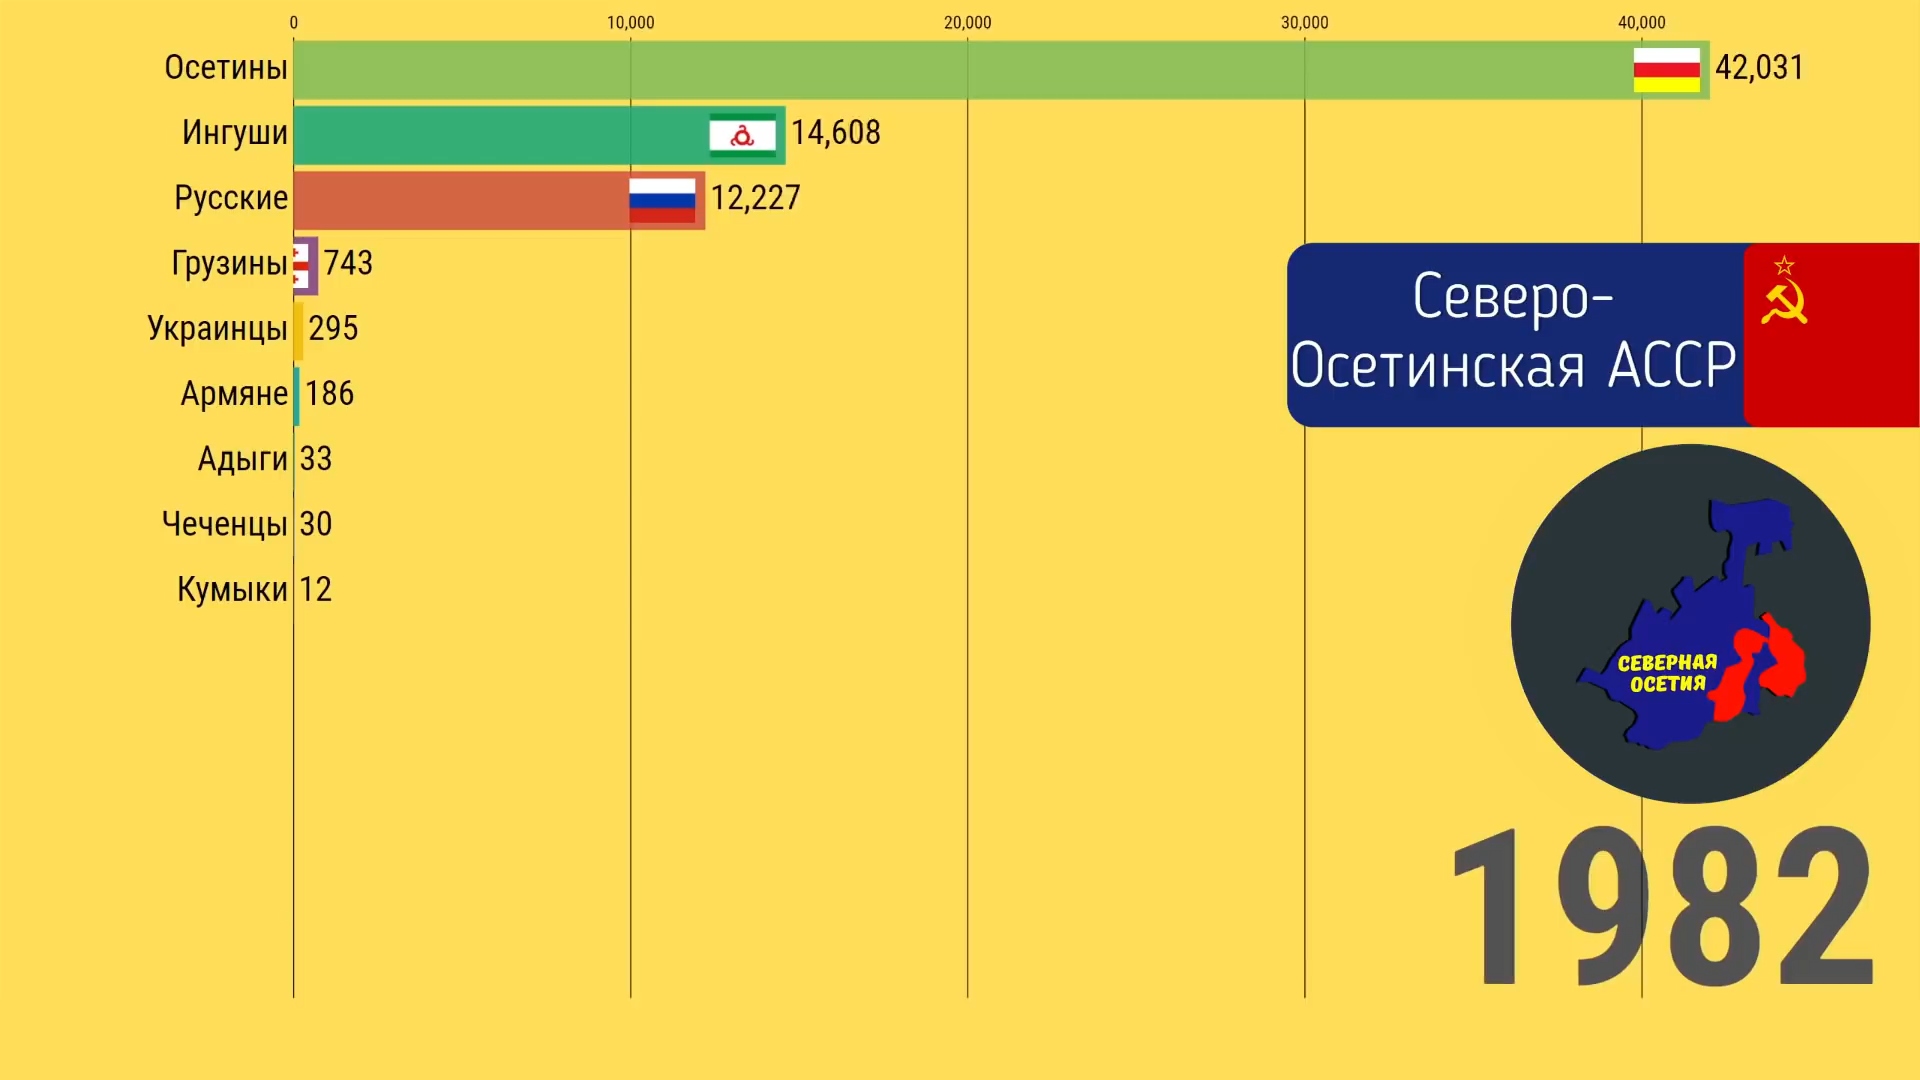 0 10,000 20,000 30,000 40,000
Осетины 42,031
Ингуши 14,608
Русские 12,227
Грузины 743
Украинцы 295
Армяне 186
Адыги 33
Чеченцы 30
Кумыки 12
Северо-
Осетинская АССР
СЕВЕРНАЯ
ОСЕТИЯ
1982